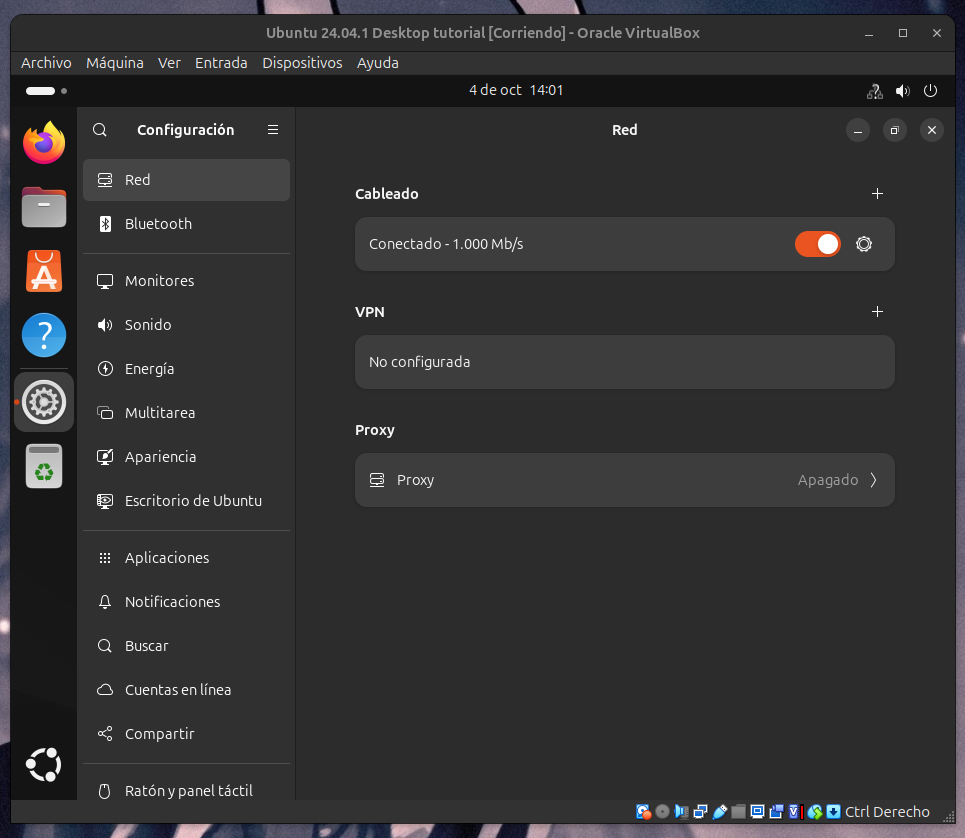 Ubuntu 24.04.1 Desktop tutorial [Corriendo] - Oracle VirtualBox
Archivo Máquina Ver Entrada Dispositivos Ayuda
4 de oct 14:01
Configuración
Red
Red
Bluetooth
Monitores
Sonido
Energía
Multitarea
Apariencia
Escritorio de Ubuntu
Aplicaciones
Notificaciones
Buscar
Cuentas en línea
Compartir
Ratón y panel táctil
Cableado
Conectado - 1.000 Mb/s
VPN
No configurada
Proxy
Proxy Apagado
Ctrl Derecho